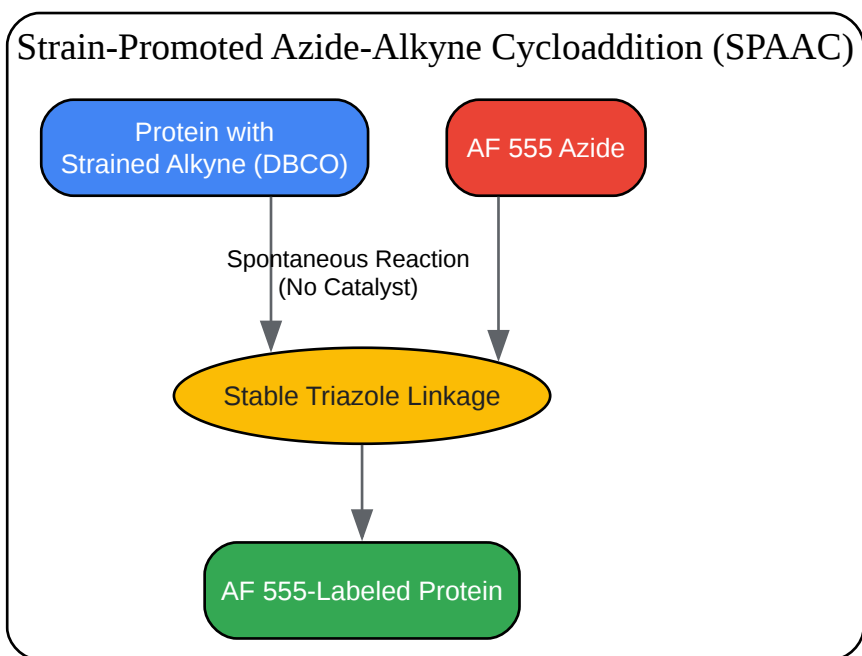 Strain-Promoted Azide-Alkyne Cycloaddition (SPAAC)
Protein with
Strained Alkyne (DBCO)
AF 555 Azide
Spontaneous Reaction
(No Catalyst)
Stable Triazole Linkage
AF 555-Labeled Protein